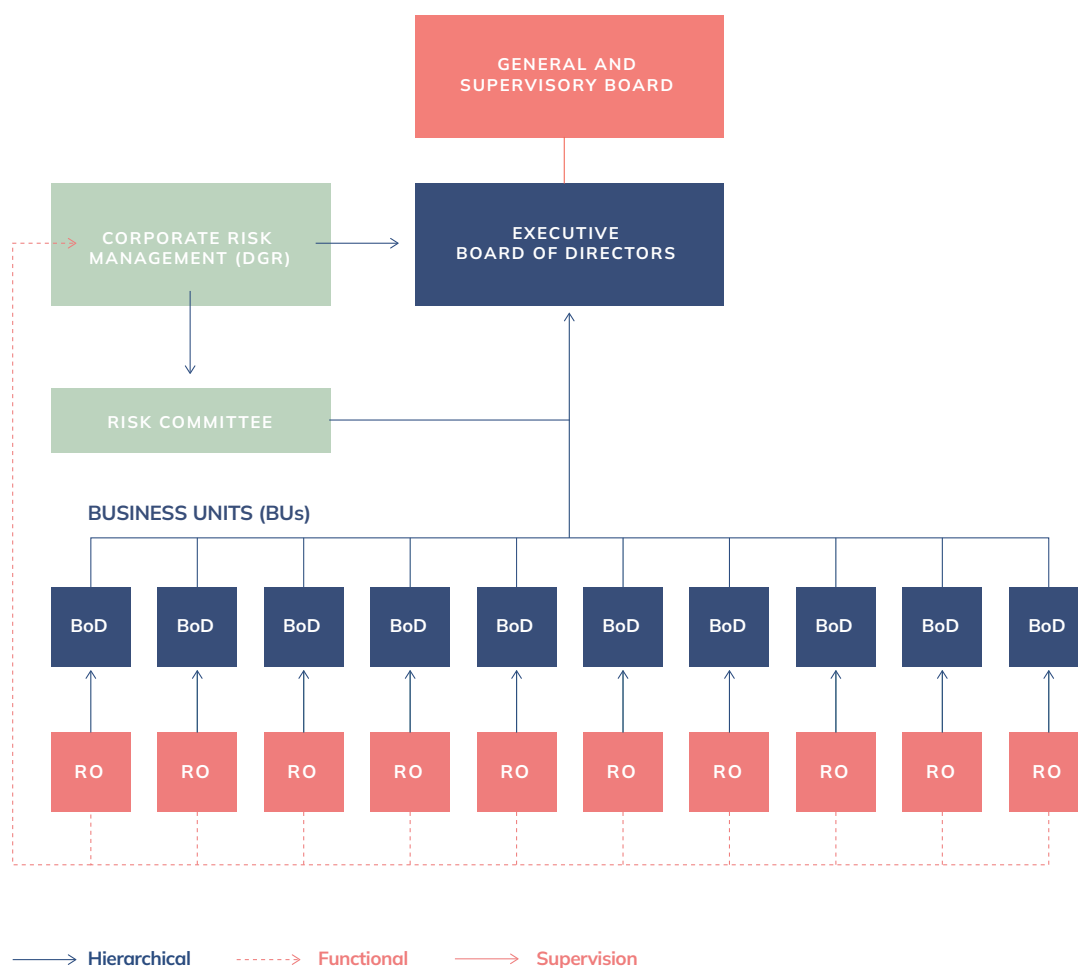 GENERAL AND
SUPERVISORY BOARD
EXECUTIVE
BOARD OF DIRECTORS
CORPORATE RISK
MANAGEMENT (DGR)
RISK COMMITTEE
BUSINESS UNITS (BUs)
BoD BoD BoD BoD BoD BoD BoD BoD BoD BoD
RO RO RO RO RO RO RO RO RO RO
Hierarchical Functional Supervision